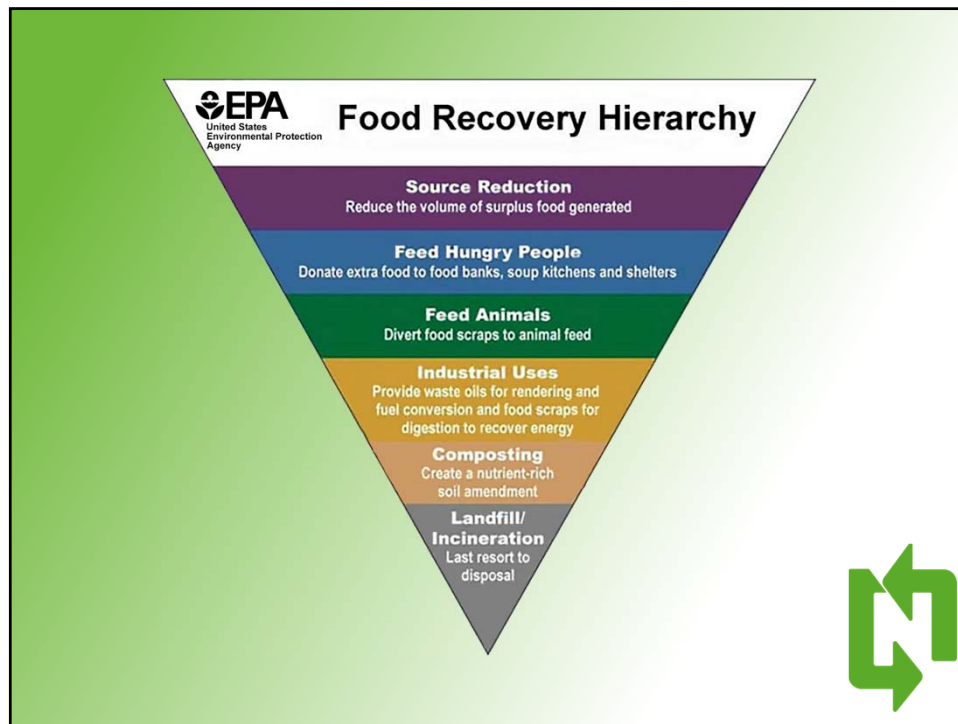 EPA
United States
Environmental Protection
Agency
Food Recovery Hierarchy
Source Reduction
Reduce the volume of surplus food generated
Feed Hungry People
Donate extra food to food banks, soup kitchens and shelters
Feed Animals
Divert food scraps to animal feed
Industrial Uses
Provide waste oils for rendering and
fuel conversion and food scraps for
digestion to recover energy
Composting
Create a nutrient-rich
soil amendment
Landfill/
Incineration
Last resort to
disposal